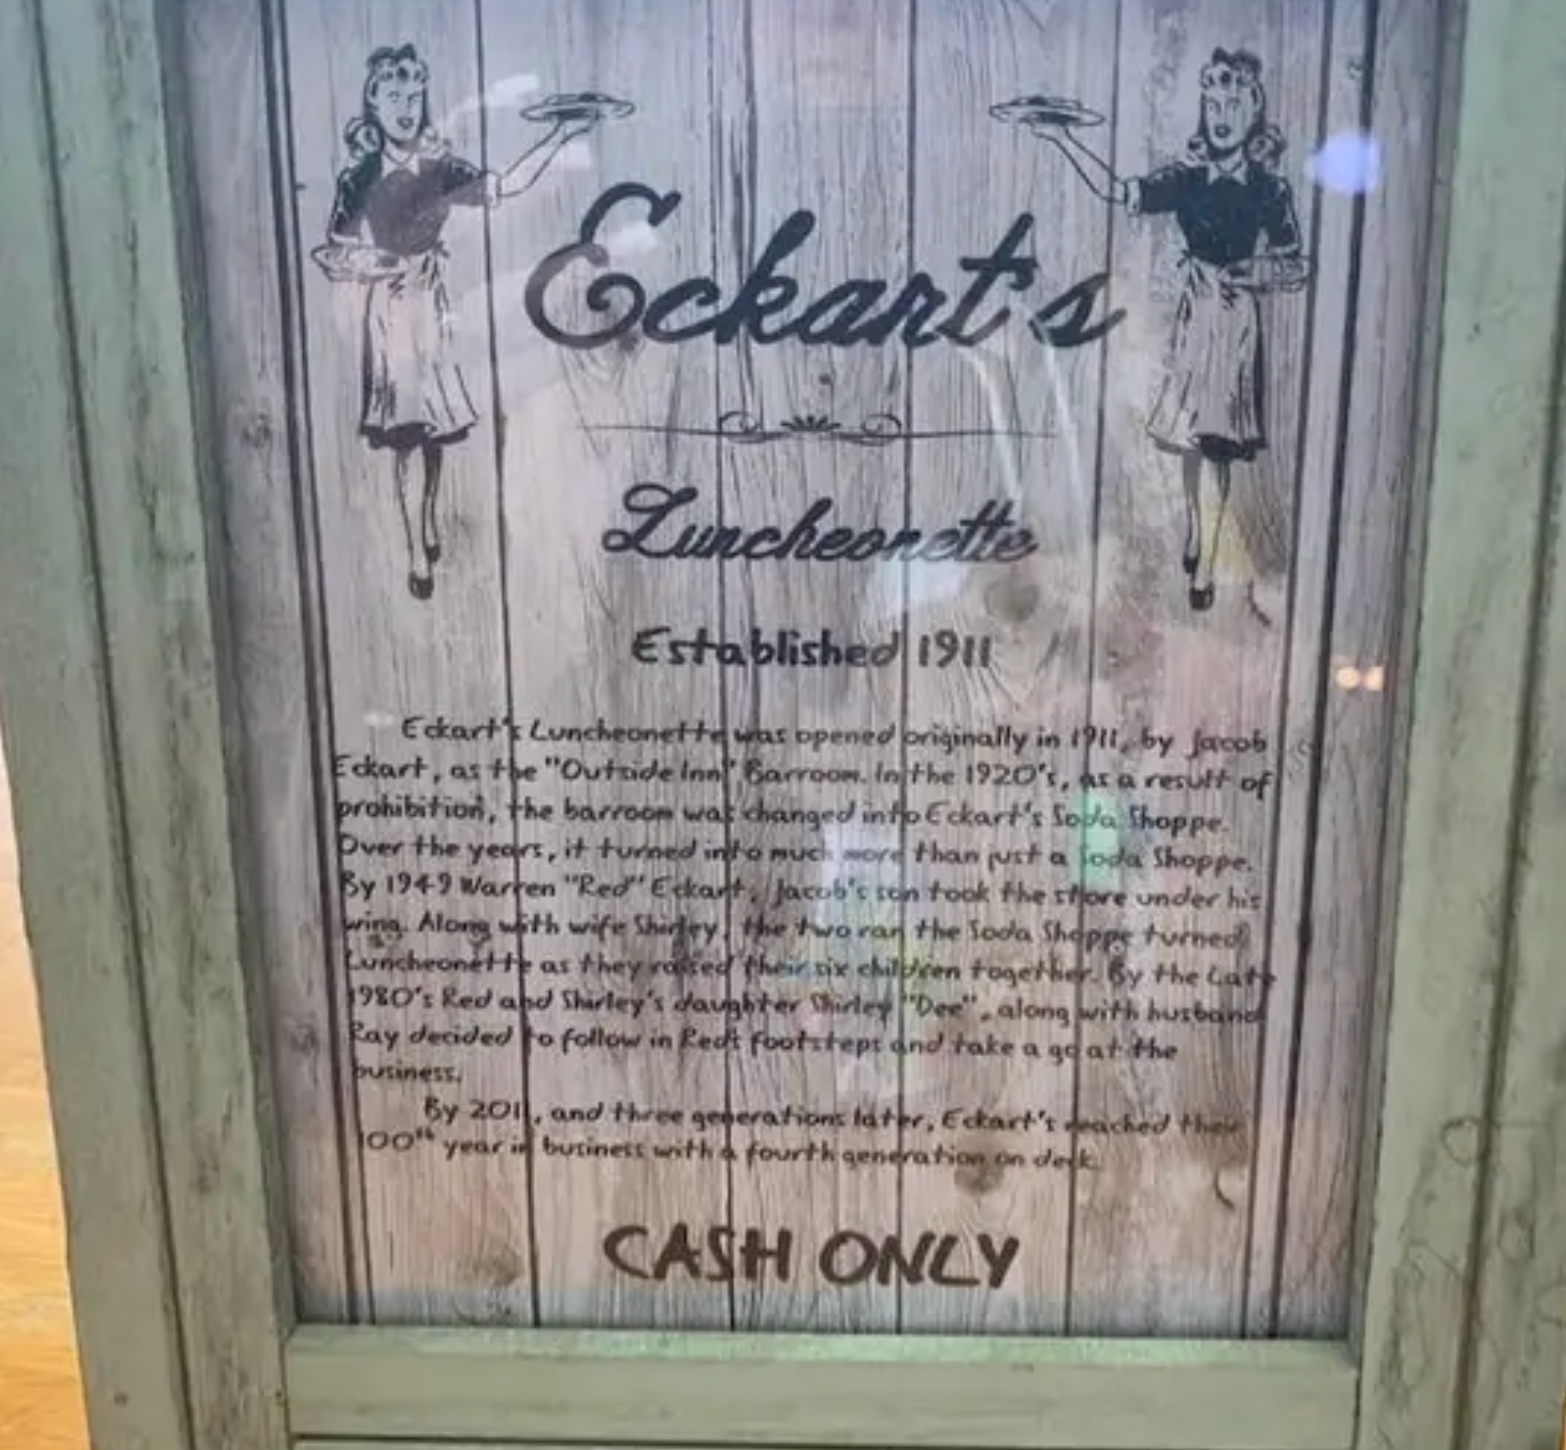 Eckart's
Luncheonette
Established 1911
Eckart's Luncheonette was opened originally in 1911, by Jacob
Eckart, as the "Outside Inn" Barroom. In the 1920's, as a result of
prohibition, the barroom was changed into Eckart's Soda Shoppe.
Over the years, it turned into much more than just a Soda Shoppe.
By 1949 Warren "Red" Eckart, Jacob's son took the store under his
wing. Along with wife Shirley, the two ran the Soda Shoppe turned
Luncheonette as they raised their six children together. By the Late
1980's Red and Shirley's daughter Shirley "Dee", along with husband
Ray decided to follow in Red's footsteps and take a go at the
business.
By 2011, and three generations later, Eckart's reached their
100th year in business with a fourth generation on deck.
CASH ONLY